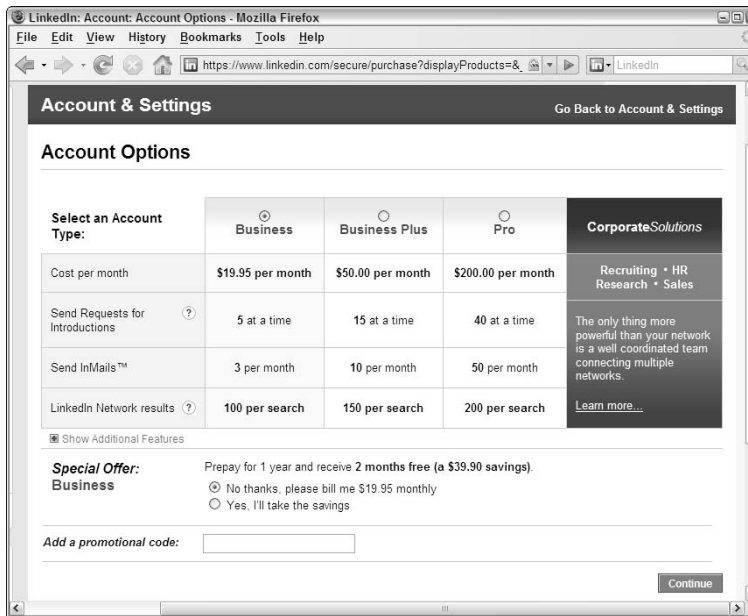 LinkedIn: Account: Account Options - Mozilla Firefox
File Edit View History Bookmarks Tools Help
https://www.linkedin.com/secure/purchase?displayProducts=&
LinkedIn
Account & Settings
Go Back to Account & Settings
Account Options
Select an Account
Type:
Business
Business Plus
Pro
CorporateSolutions
Cost per month
$19.95 per month
$50.00 per month
$200.00 per month
Recruiting • HR
Research • Sales
Send Requests for
Introductions
?
5 at a time
15 at a time
40 at a time
The only thing more
powerful than your network
is a well coordinated team
connecting multiple
networks.
Send InMails™
3 per month
10 per month
50 per month
LinkedIn Network results
?
100 per search
150 per search
200 per search
Learn more...
Show Additional Features
Special Offer:
Business
Prepay for 1 year and receive 2 months free (a $39.90 savings).
No thanks, please bill me $19.95 monthly
Yes, I'll take the savings
Add a promotional code:
Continue